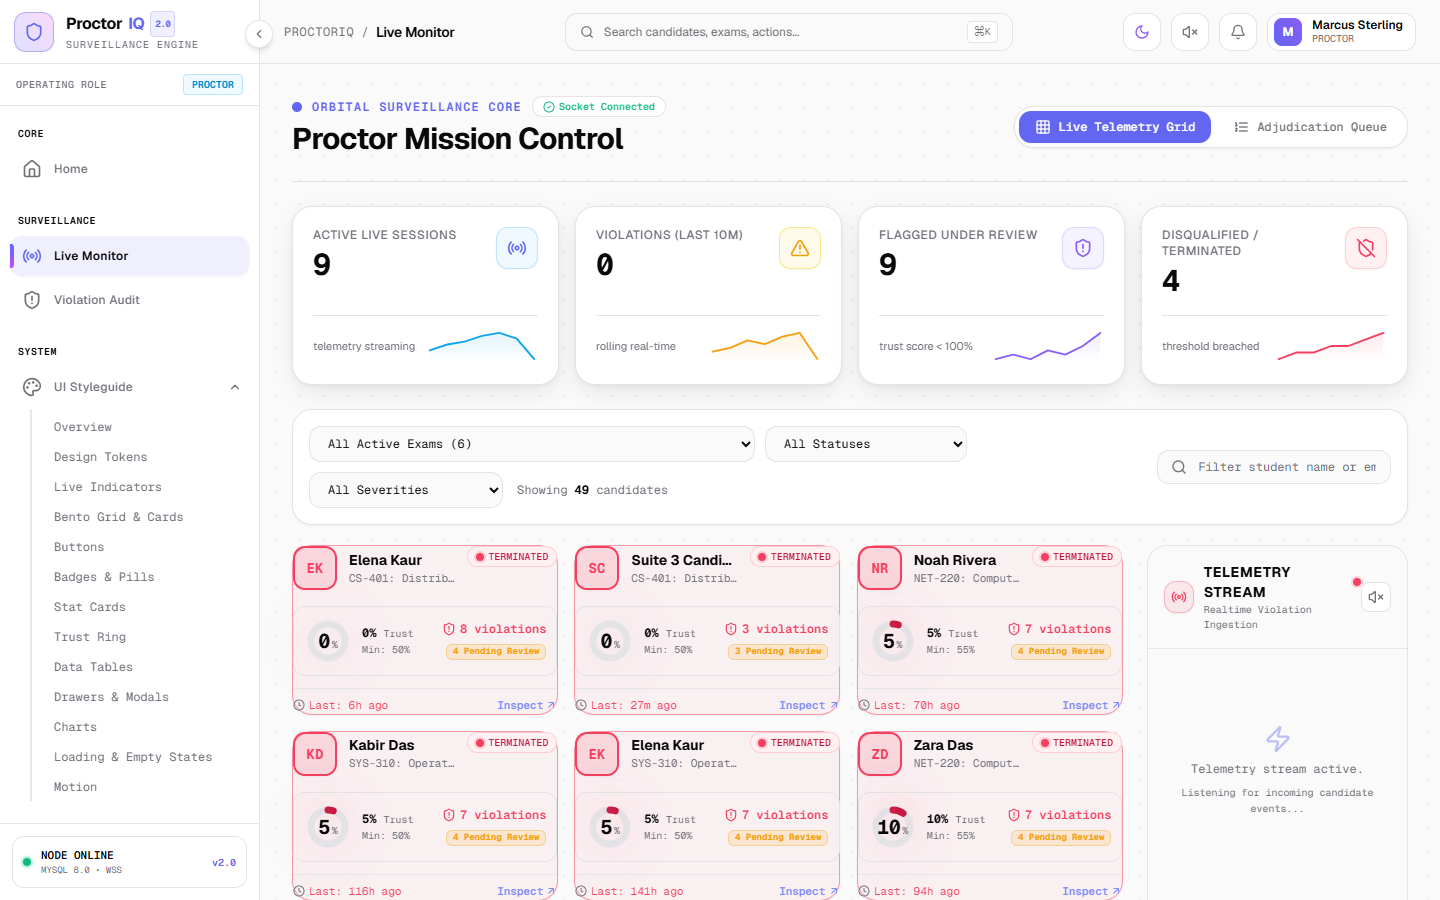 Proctor IQ 2.0
SURVEILLANCE ENGINE
OPERATING ROLE
PROCTOR
CORE
Home
SURVEILLANCE
Live Monitor
Violation Audit
SYSTEM
UI Styleguide
Overview
Design Tokens
Live Indicators
Bento Grid & Cards
Buttons
Badges & Pills
Stat Cards
Trust Ring
Data Tables
Drawers & Modals
Charts
Loading & Empty States
Motion
NODE ONLINE
MYSQL 8.0 • WSS
v2.0
PROCTORIQ / Live Monitor
Search candidates, exams, actions...
⌘K
M
Marcus Sterling
PROCTOR
ORBITAL SURVEILLANCE CORE
Socket Connected
Proctor Mission Control
Live Telemetry Grid
Adjudication Queue
ACTIVE LIVE SESSIONS
9
telemetry streaming
VIOLATIONS (LAST 10M)
0
rolling real-time
FLAGGED UNDER REVIEW
9
trust score < 100%
DISQUALIFIED /
TERMINATED
4
threshold breached
All Active Exams (6)
All Statuses
All Severities
Showing 49 candidates
Filter student name or em
EK
Elena Kaur
TERMINATED
CS-401: Distrib…
0%
0% Trust
Min: 50%
8 violations
4 Pending Review
Last: 6h ago
Inspect ↗
SC
Suite 3 Candi…
TERMINATED
CS-401: Distrib…
0%
0% Trust
Min: 50%
3 violations
3 Pending Review
Last: 27m ago
Inspect ↗
NR
Noah Rivera
TERMINATED
NET-220: Comput…
5%
5% Trust
Min: 55%
7 violations
4 Pending Review
Last: 70h ago
Inspect ↗
KD
Kabir Das
TERMINATED
SYS-310: Operat…
5%
5% Trust
Min: 50%
7 violations
4 Pending Review
Last: 116h ago
Inspect ↗
EK
Elena Kaur
TERMINATED
SYS-310: Operat…
5%
5% Trust
Min: 50%
7 violations
4 Pending Review
Last: 141h ago
Inspect ↗
ZD
Zara Das
TERMINATED
NET-220: Comput…
10%
10% Trust
Min: 55%
7 violations
4 Pending Review
Last: 94h ago
Inspect ↗
TELEMETRY
STREAM
Realtime Violation
Ingestion
Telemetry stream active.
Listening for incoming candidate
events...